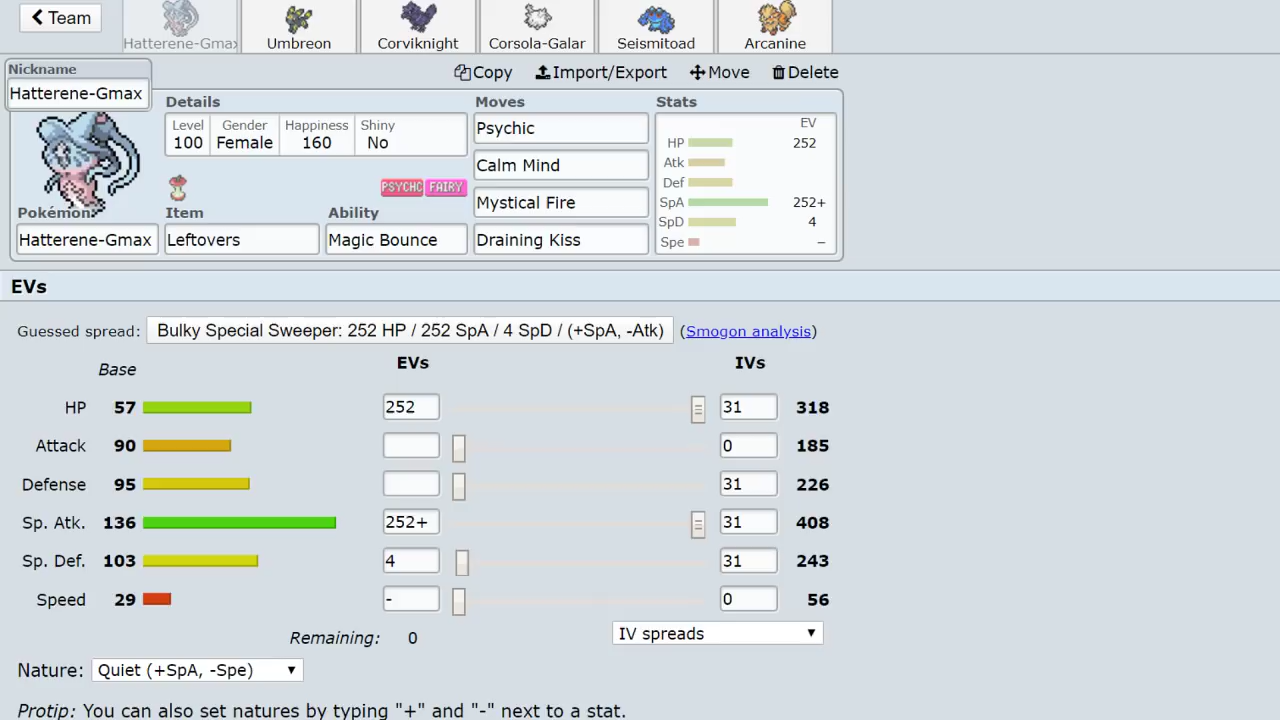 Team
Hatterene-Gmax Umbreon Corviknight Corsola-Galar Seismitoad Arcanine
Copy Import/Export Move Delete
Nickname
Hatterene-Gmax
Details Moves Stats
Level Gender Happiness Shiny
100 Female 160 No
Psychic
Calm Mind
Mystical Fire
Draining Kiss
EV
HP 252
Atk
Def
SpA 252+
SpD 4
Spe –
PSYCHC FAIRY
Pokémon Item Ability
Hatterene-Gmax Leftovers Magic Bounce
EVs
Guessed spread: Bulky Special Sweeper: 252 HP / 252 SpA / 4 SpD / (+SpA, -Atk) (Smogon analysis)
Base EVs IVs
HP 57 252 31 318
Attack 90 0 185
Defense 95 31 226
Sp. Atk. 136 252+ 31 408
Sp. Def. 103 4 31 243
Speed 29 - 0 56
Remaining: 0 IV spreads
Nature: Quiet (+SpA, -Spe)
Protip: You can also set natures by typing "+" and "-" next to a stat.